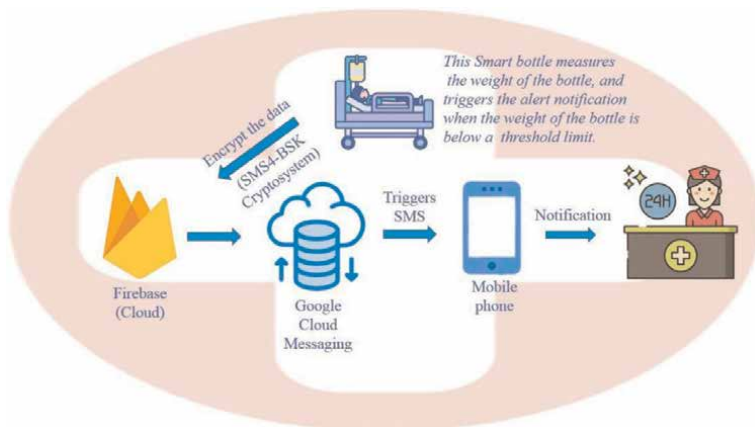 This Smart bottle measures
the weight of the bottle, and
triggers the alert notification
when the weight of the bottle is
below a threshold limit.
Encrypt the data
(SMS4-BSK
Cryptosystem)
Triggers
SMS
Notification
24H
Firebase
(Cloud)
Google
Cloud
Messaging
Mobile
phone